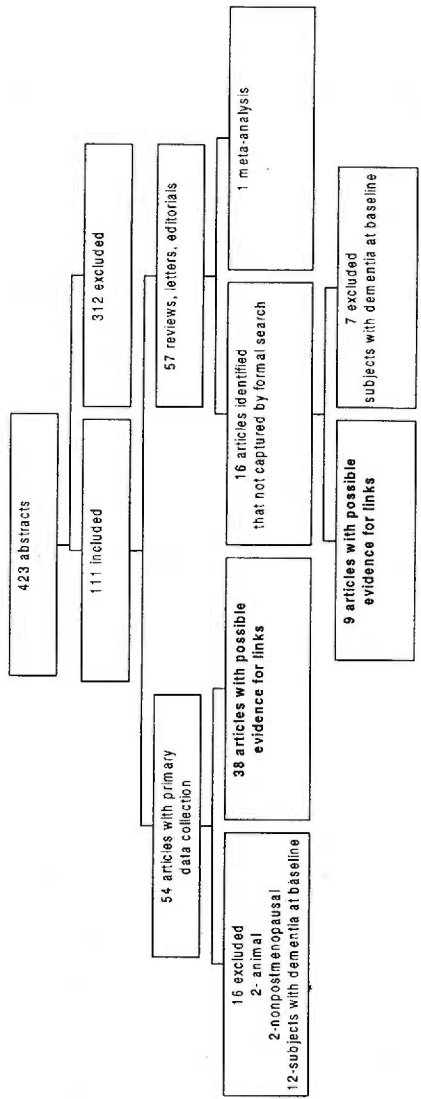 423 abstracts
111 included
312 excluded
54 articles with primary
data collection
57 reviews, letters, editorials
16 excluded
2- animal
2-nonpostmenopausal
12-subjects with dementia at baseline
38 articles with possible
evidence for links
16 articles identified
that not captured by formal search
1 meta-analysis
9 articles with possible
evidence for links
7 excluded
subjects with dementia at baseline